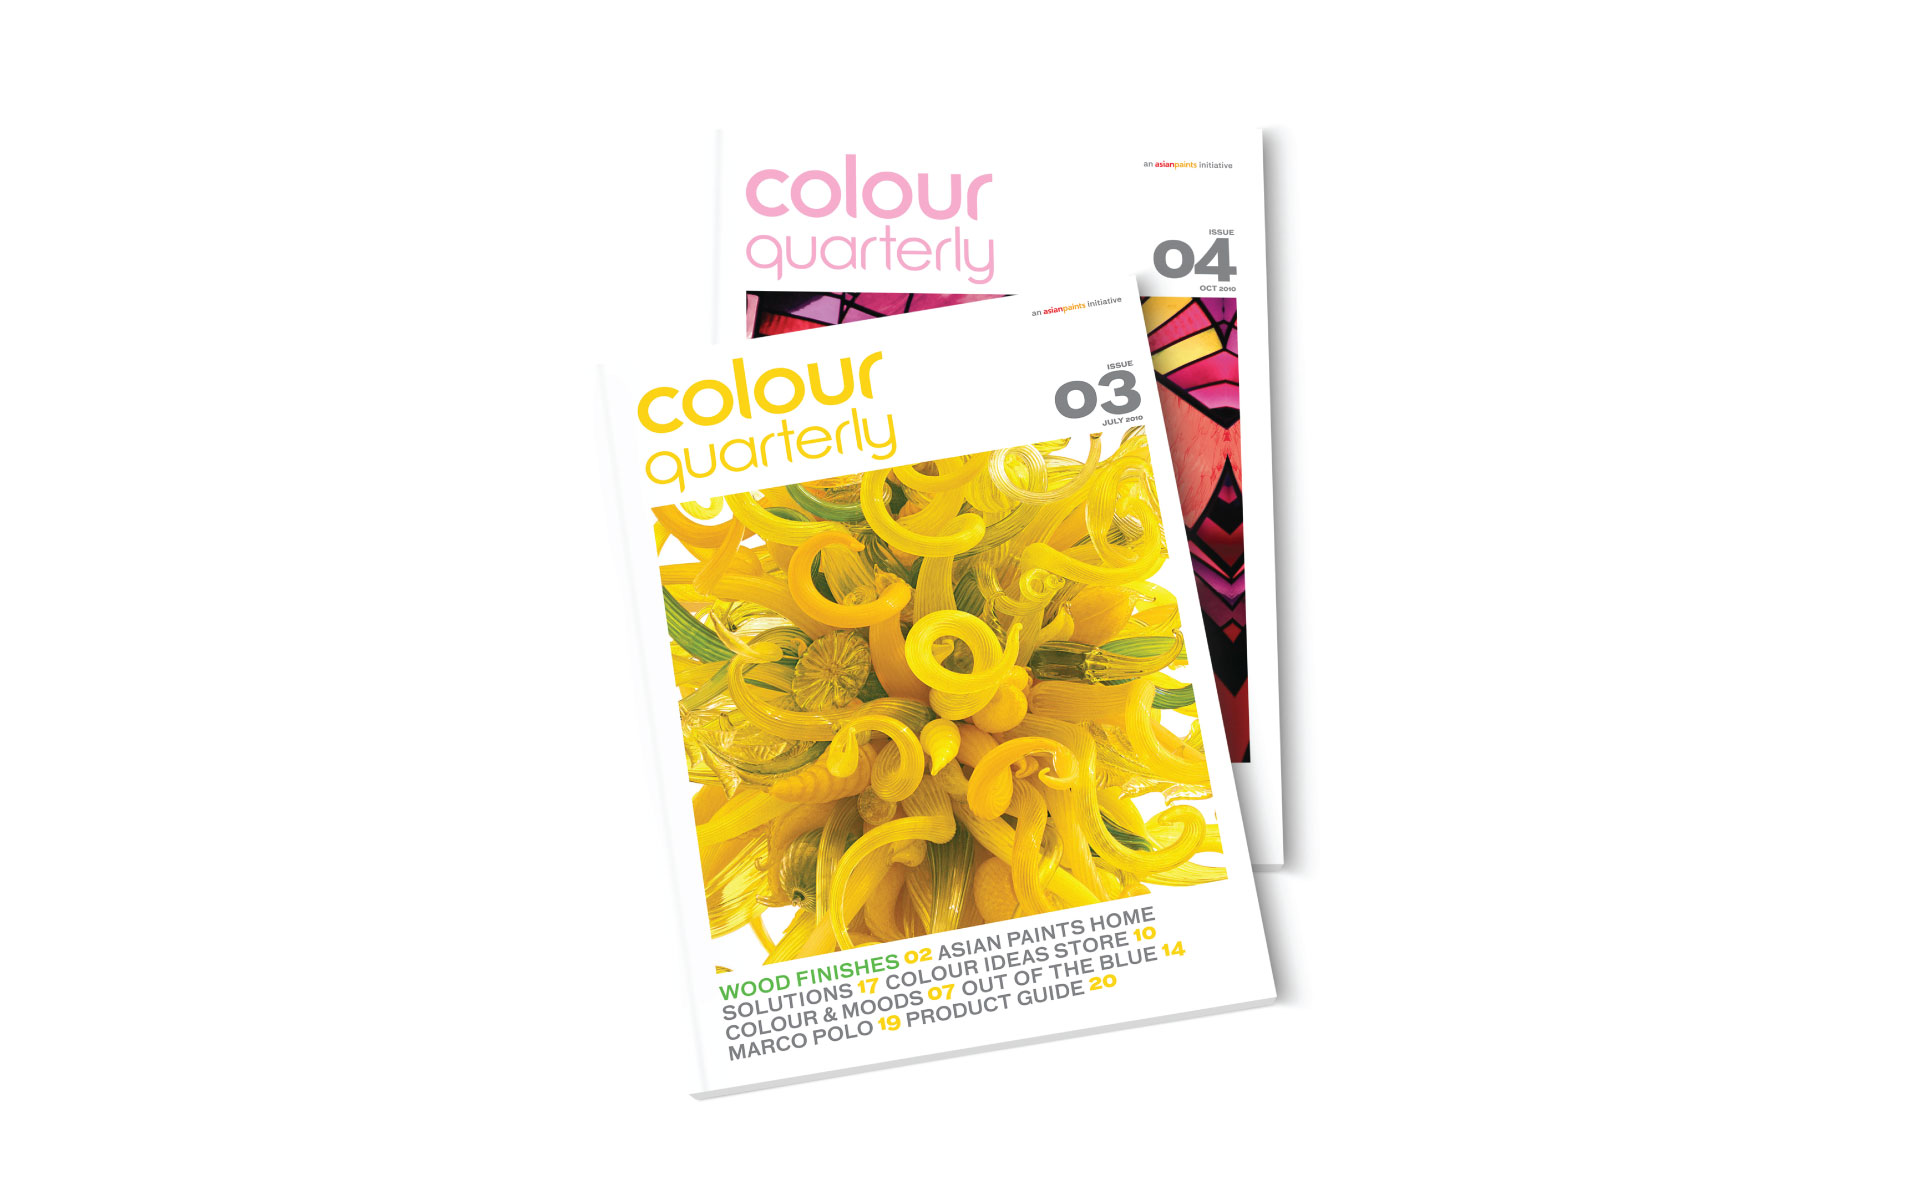 colour
quarterly
an asianpaints initiative
ISSUE
04
OCT 2010
an asianpaints initiative
colour
quarterly
ISSUE
03
JULY 2010
WOOD FINISHES 02 ASIAN PAINTS HOME
SOLUTIONS 17 COLOUR IDEAS STORE 10
COLOUR & MOODS 07 OUT OF THE BLUE 14
MARCO POLO 19 PRODUCT GUIDE 20